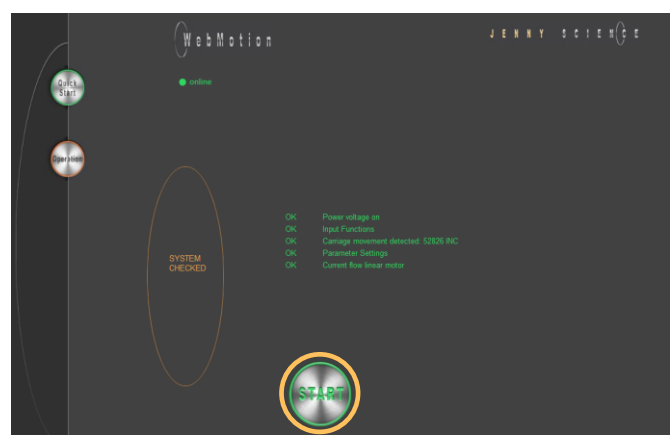 WebMotion
JENNY SCIENCE
online
Quick
Start
Operation
OK Power voltage on
OK Input Functions
OK Carriage movement detected: 52826 INC
OK Parameter Settings
OK Current flow linear motor
SYSTEM
CHECKED
START